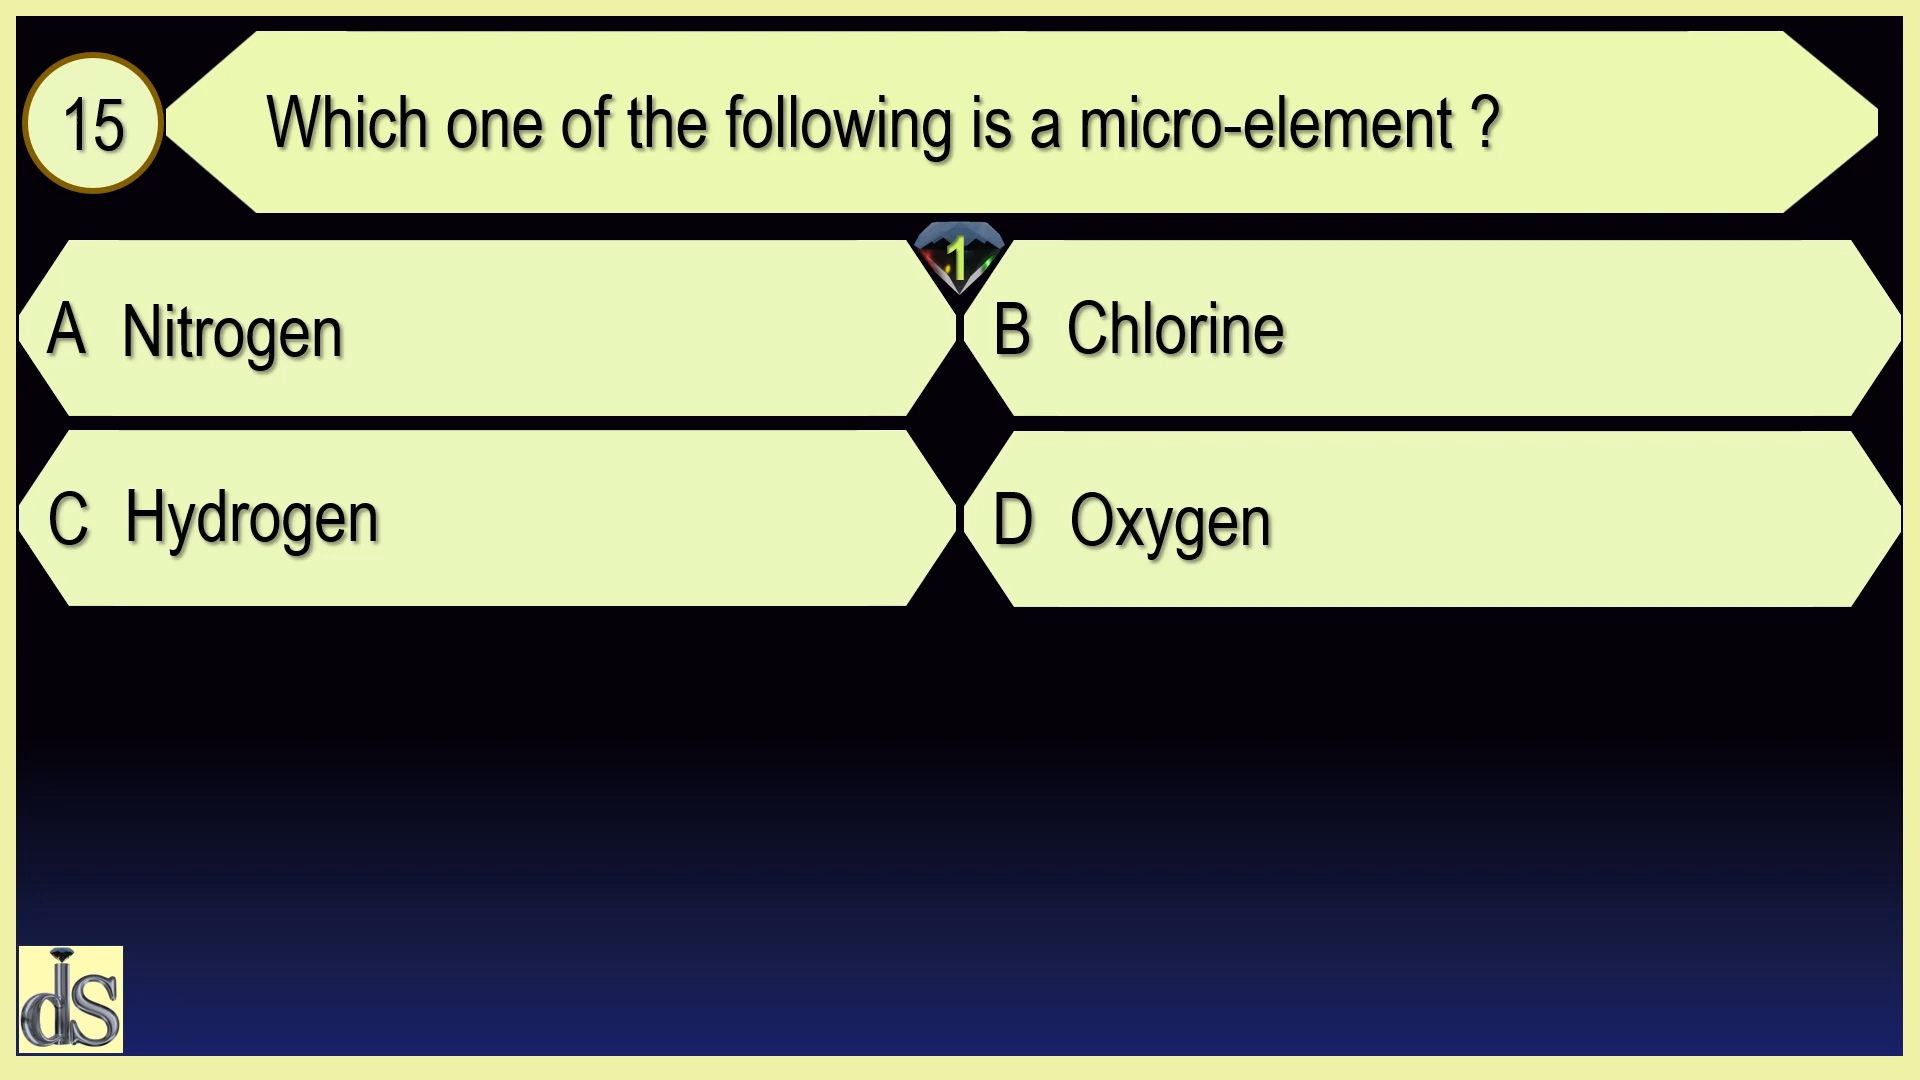 15
Which one of the following is a micro-element ?
1
A Nitrogen
B Chlorine
C Hydrogen
D Oxygen
ds